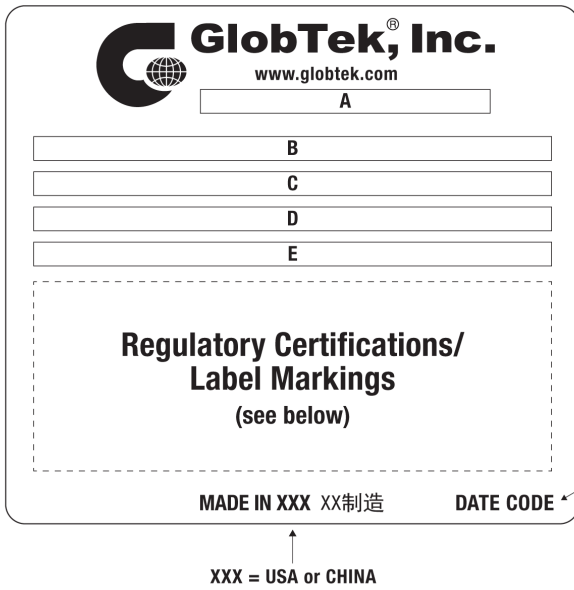 GlobTek,® Inc.
www.globtek.com
A
B
C
D
E
Regulatory Certifications/
Label Markings
(see below)
MADE IN XXX XX制造 DATE CODE
XXX = USA or CHINA